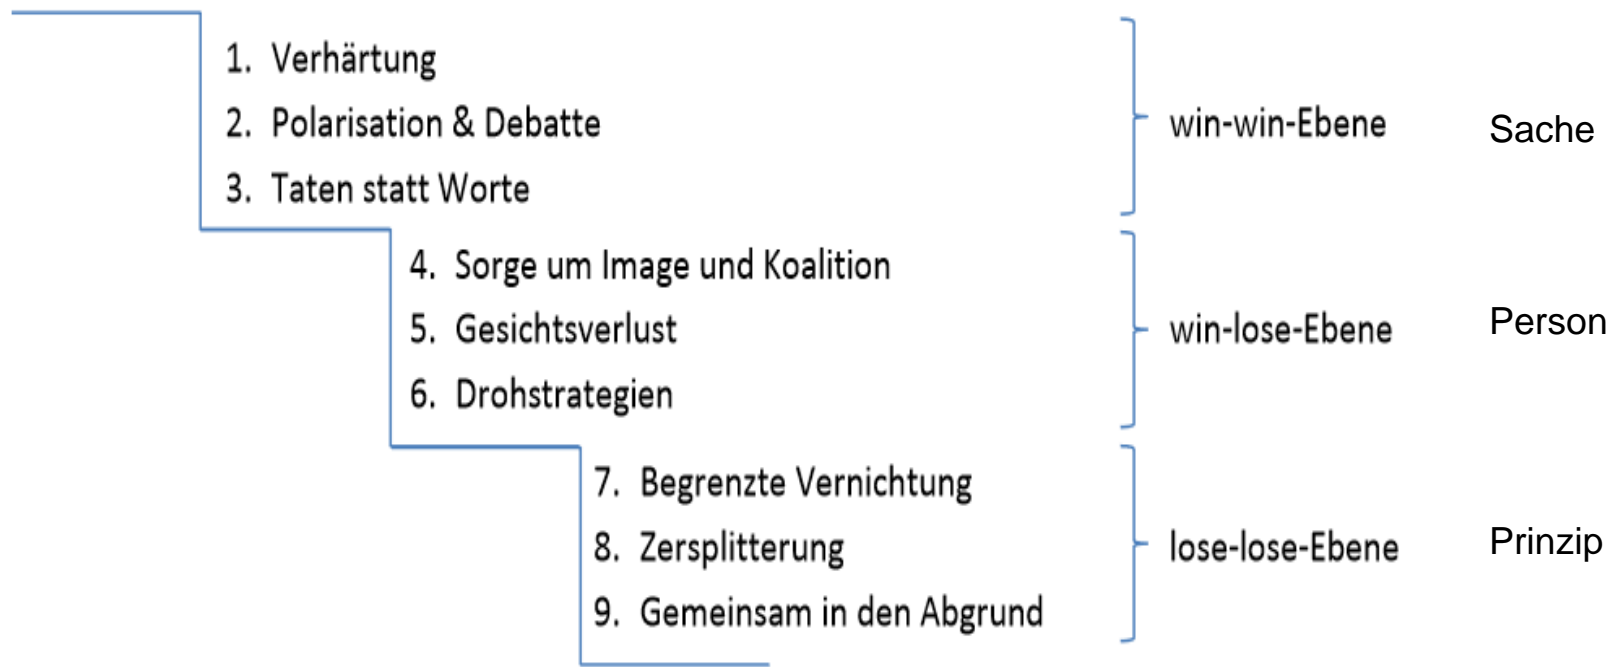 1. Verhärtung
2. Polarisation & Debatte
3. Taten statt Worte
win-win-Ebene
Sache
4. Sorge um Image und Koalition
5. Gesichtsverlust
6. Drohstrategien
win-lose-Ebene
Person
7. Begrenzte Vernichtung
8. Zersplitterung
9. Gemeinsam in den Abgrund
lose-lose-Ebene
Prinzip